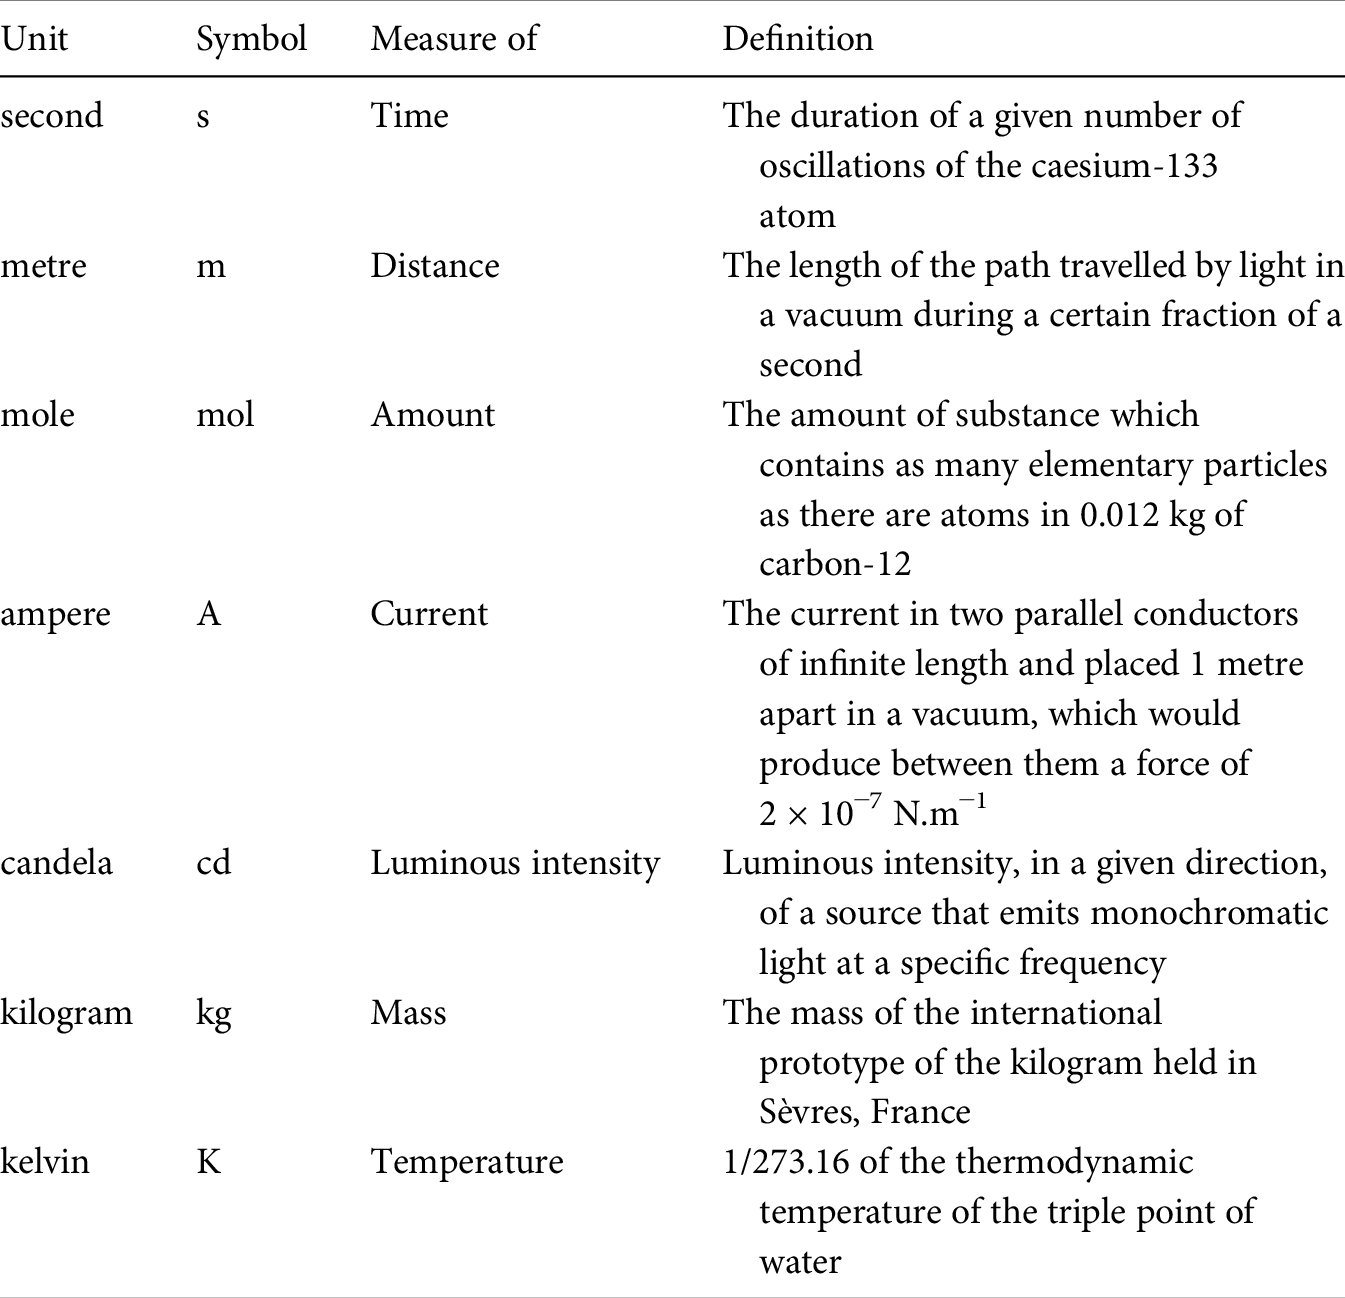 Unit Symbol Measure of Definition
second s Time The duration of a given number of
oscillations of the caesium-133
atom
metre m Distance The length of the path travelled by light in
a vacuum during a certain fraction of a
second
mole mol Amount The amount of substance which
contains as many elementary particles
as there are atoms in 0.012 kg of
carbon-12
ampere A Current The current in two parallel conductors
of infinite length and placed 1 metre
apart in a vacuum, which would
produce between them a force of
2 × 10⁻⁷ N.m⁻¹
candela cd Luminous intensity Luminous intensity, in a given direction,
of a source that emits monochromatic
light at a specific frequency
kilogram kg Mass The mass of the international
prototype of the kilogram held in
Sèvres, France
kelvin K Temperature 1/273.16 of the thermodynamic
temperature of the triple point of
water